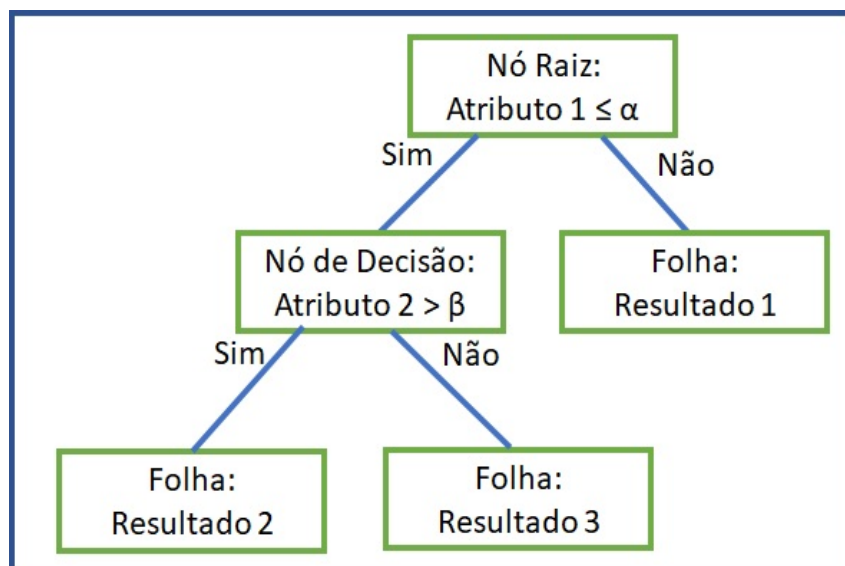 Nó Raiz:
Atributo 1 ≤ α
Sim
Não
Nó de Decisão:
Atributo 2 > β
Folha:
Resultado 1
Sim
Não
Folha:
Resultado 2
Folha:
Resultado 3